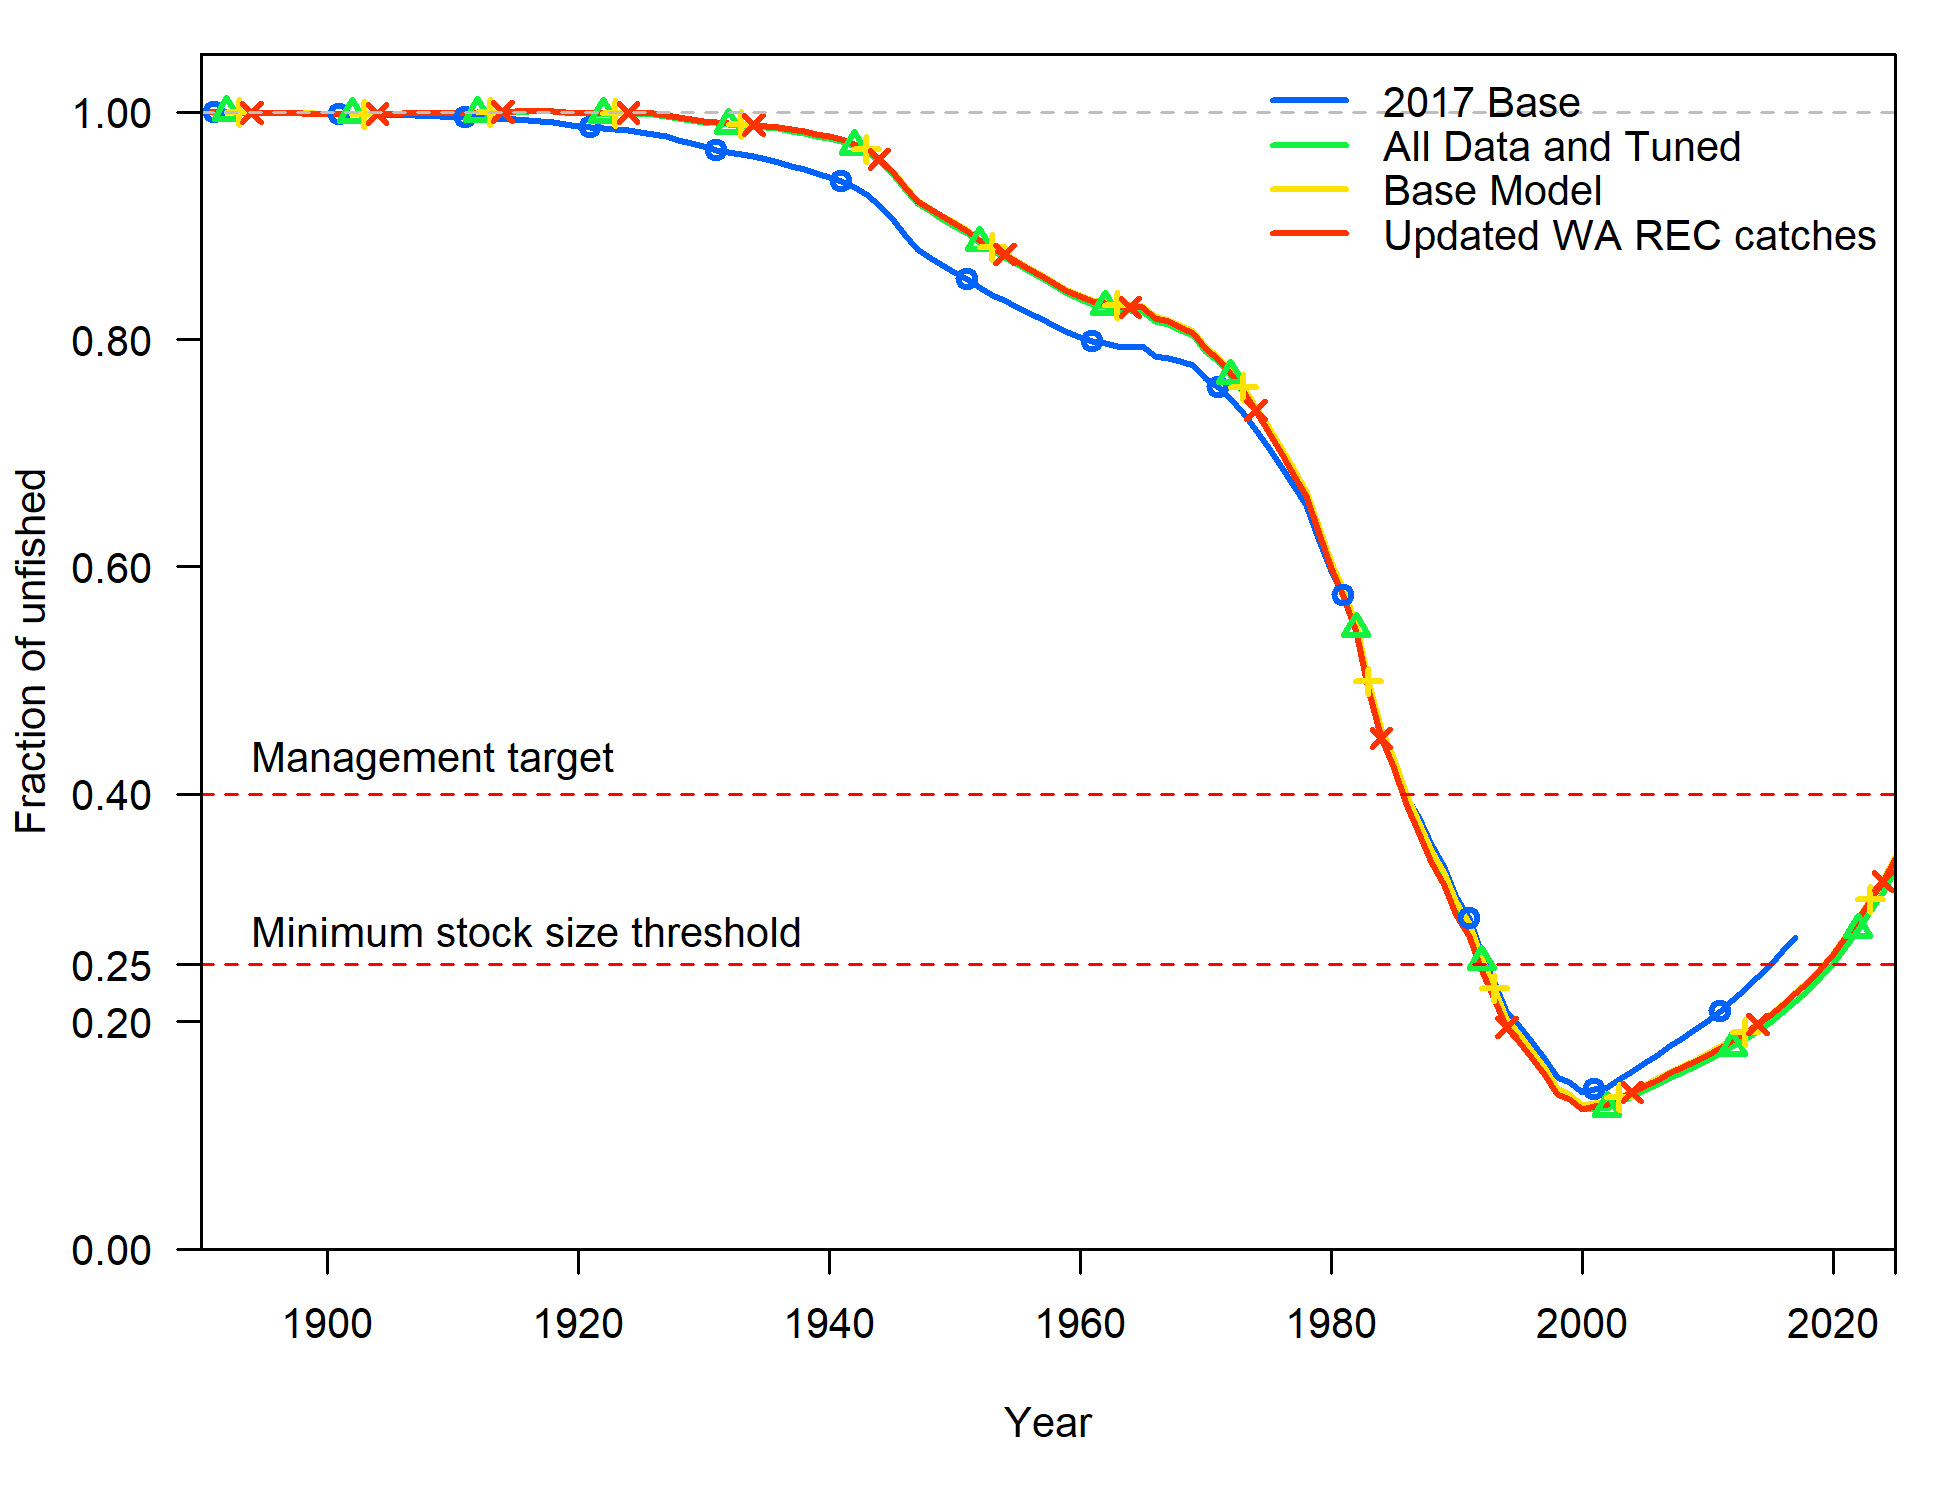 2017 Base
All Data and Tuned
Base Model
Updated WA REC catches
1.00
0.80
0.60
0.40
0.25
0.20
0.00
Fraction of unfished
Management target
Minimum stock size threshold
1900 1920 1940 1960 1980 2000 2020
Year